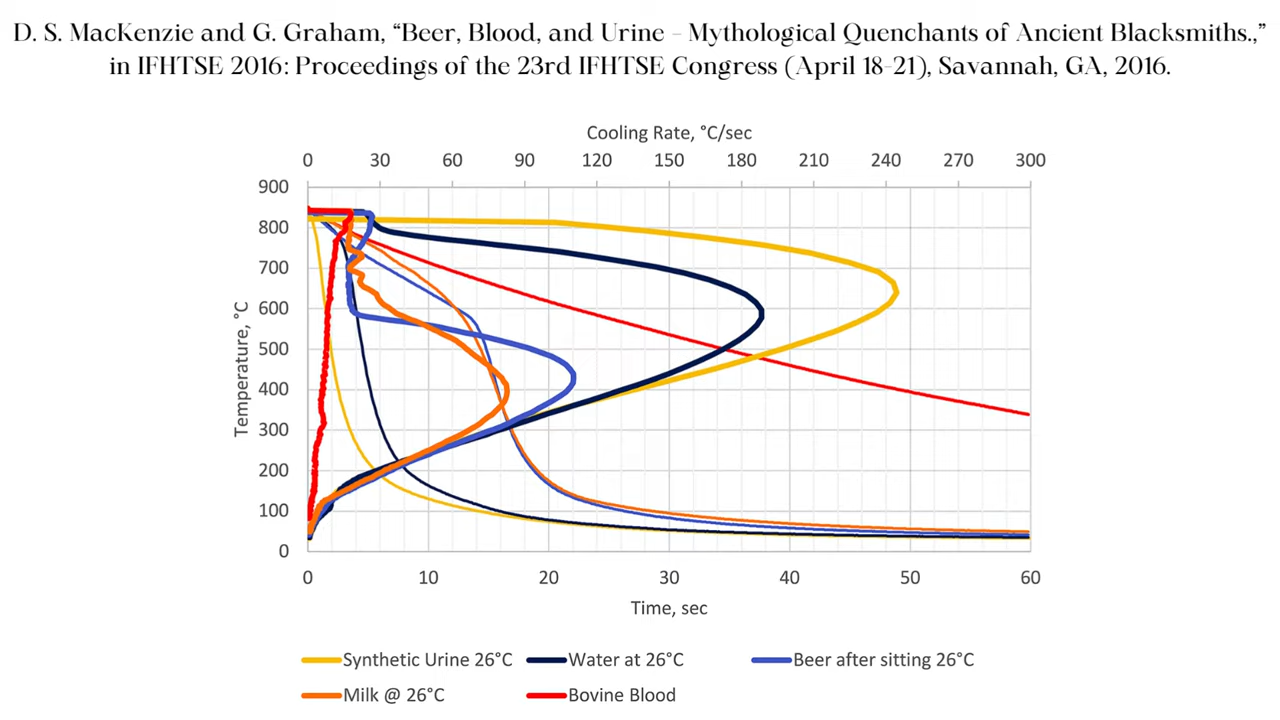 D. S. MacKenzie and G. Graham, “Beer, Blood, and Urine – Mythological Quenchants of Ancient Blacksmiths.,”
in IFHTSE 2016: Proceedings of the 23rd IFHTSE Congress (April 18-21), Savannah, GA, 2016.
Cooling Rate, °C/sec
0 30 60 90 120 150 180 210 240 270 300
900
800
700
600
500
400
300
200
100
0
Temperature, °C
0 10 20 30 40 50 60
Time, sec
Synthetic Urine 26°C Water at 26°C Beer after sitting 26°C
Milk @ 26°C Bovine Blood